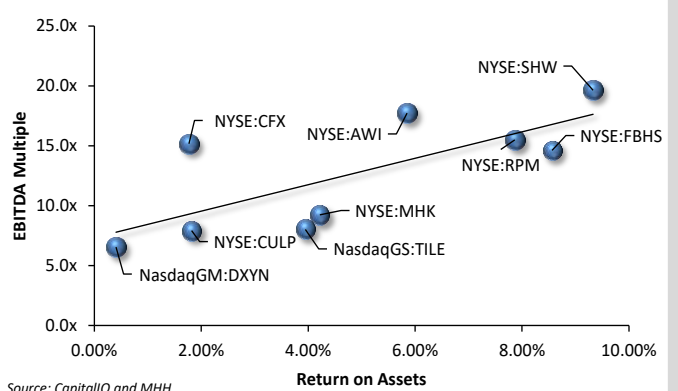 25.0x
20.0x
15.0x
10.0x
5.0x
0.0x
EBITDA Multiple
NYSE:SHW
NYSE:CFX
NYSE:AWI
NYSE:FBHS
NYSE:RPM
NYSE:MHK
NYSE:CULP
NasdaqGS:TILE
NasdaqGM:DXYN
0.00% 2.00% 4.00% 6.00% 8.00% 10.00%
Return on Assets
Source: CapitalIQ and MHH